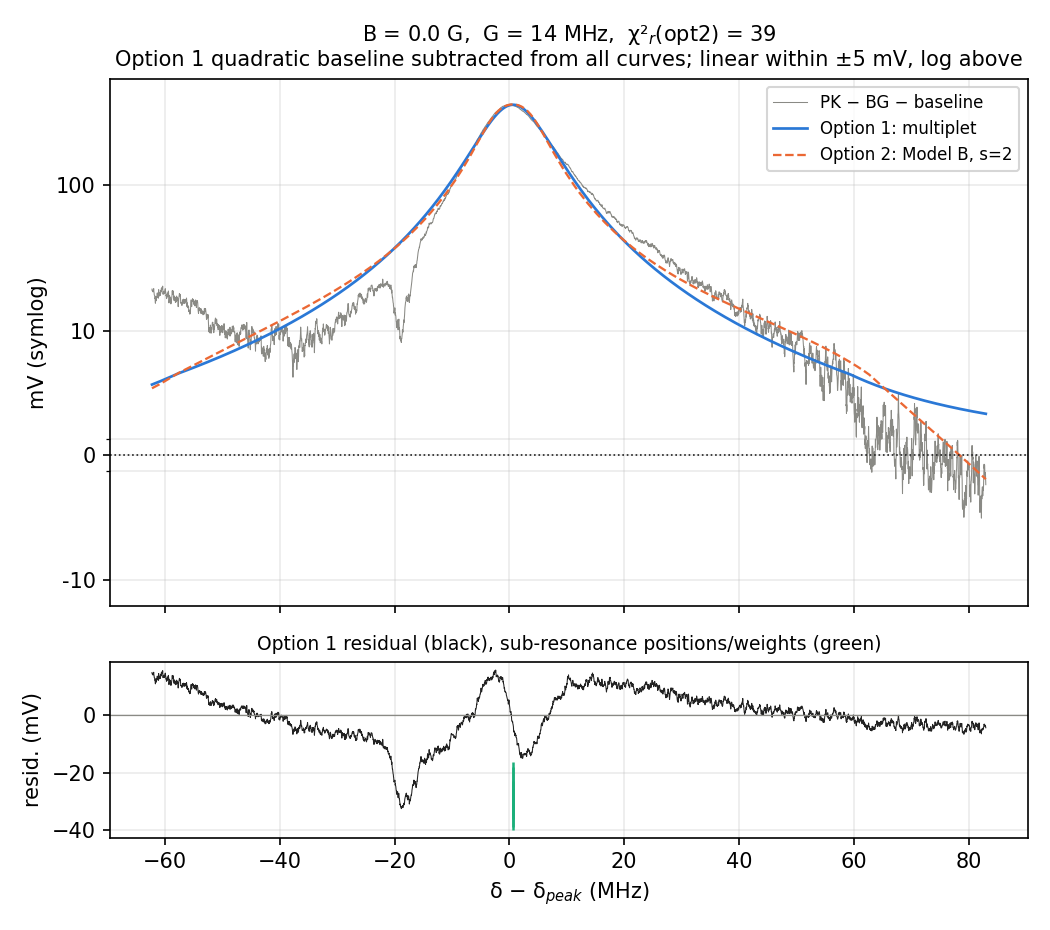 B = 0.0 G,  G = 14 MHz,  χ²ᵣ(opt2) = 39
Option 1 quadratic baseline subtracted from all curves; linear within ±5 mV, log above
PK − BG − baseline
Option 1: multiplet
Option 2: Model B, s=2
100
10
0
-10
mV (symlog)
Option 1 residual (black), sub-resonance positions/weights (green)
0
−20
−40
resid. (mV)
−60 −40 −20 0 20 40 60 80
δ − δpeak (MHz)